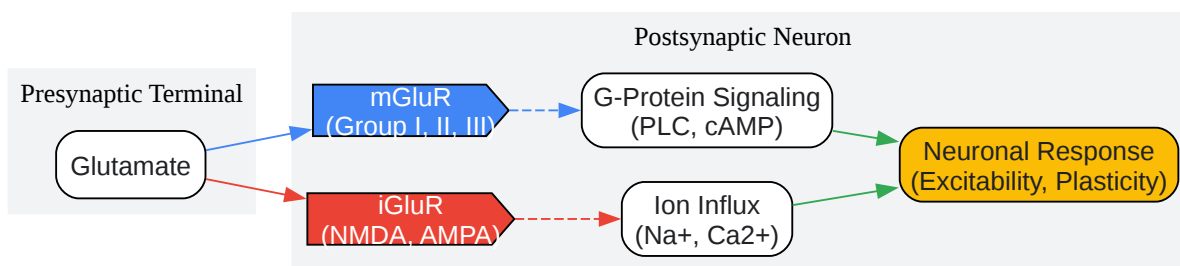 Postsynaptic Neuron
Presynaptic Terminal
Glutamate
mGluR
(Group I, II, III)
G-Protein Signaling
(PLC, cAMP)
iGluR
(NMDA, AMPA)
Ion Influx
(Na+, Ca2+)
Neuronal Response
(Excitability, Plasticity)